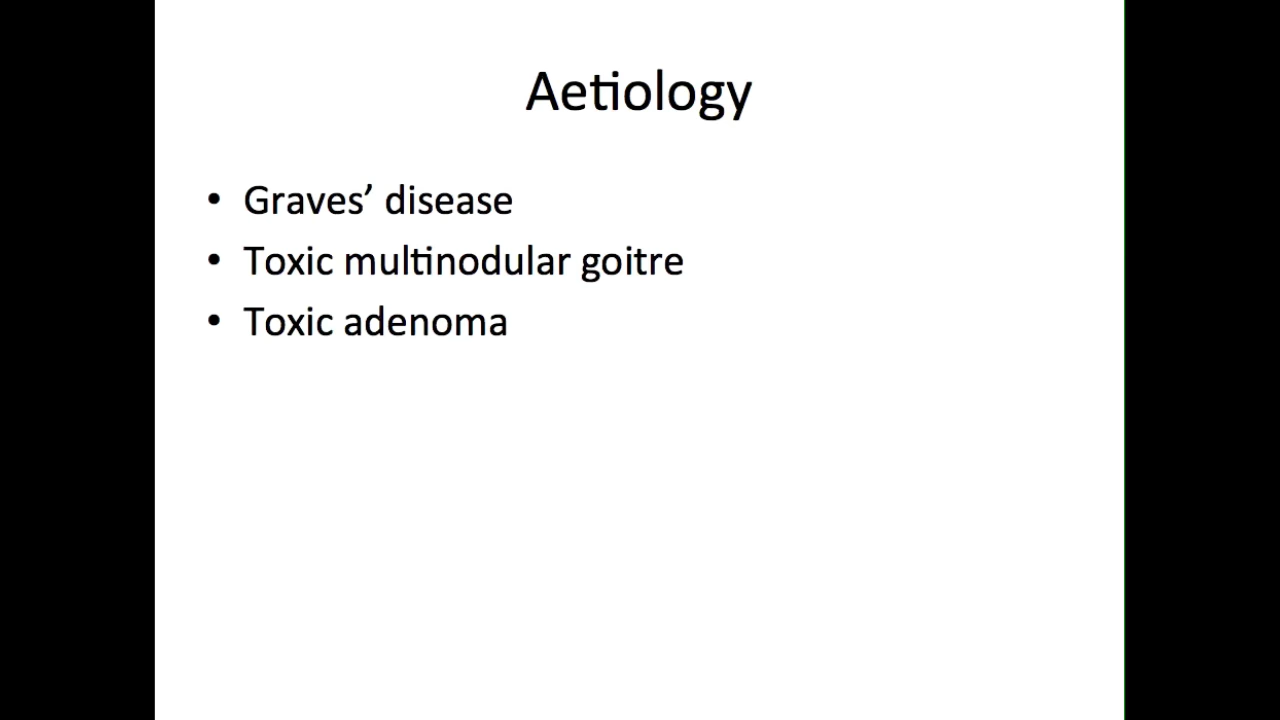 Aetiology
• Graves’ disease
• Toxic multinodular goitre
• Toxic adenoma